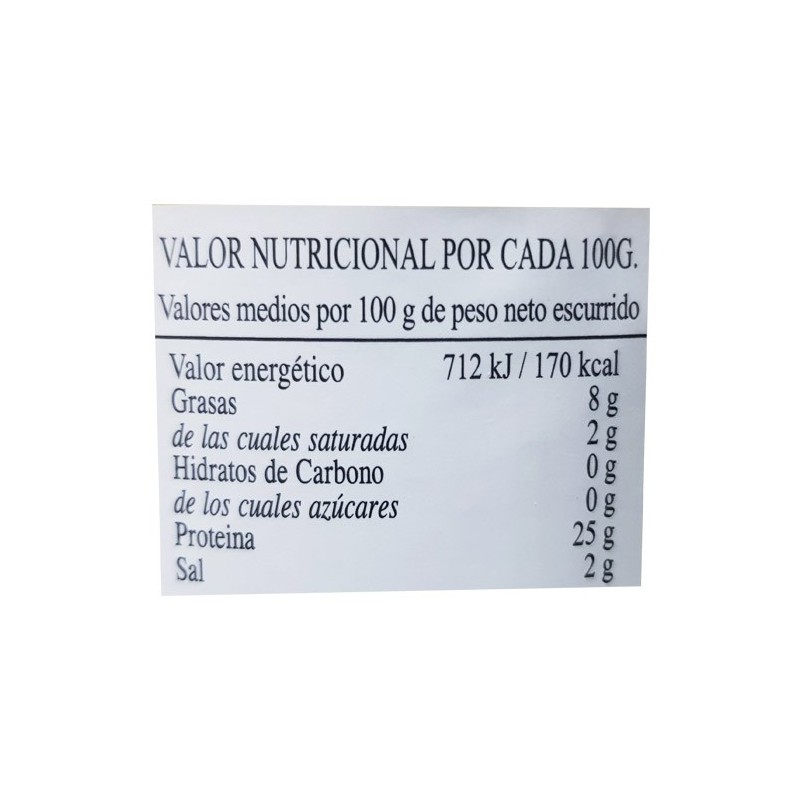 VALOR NUTRICIONAL POR CADA 100G.
Valores medios por 100 g de peso neto escurrido
Valor energético 712 kJ / 170 kcal
Grasas 8 g
de las cuales saturadas 2 g
Hidratos de Carbono 0 g
de los cuales azúcares 0 g
Proteina 25 g
Sal 2 g